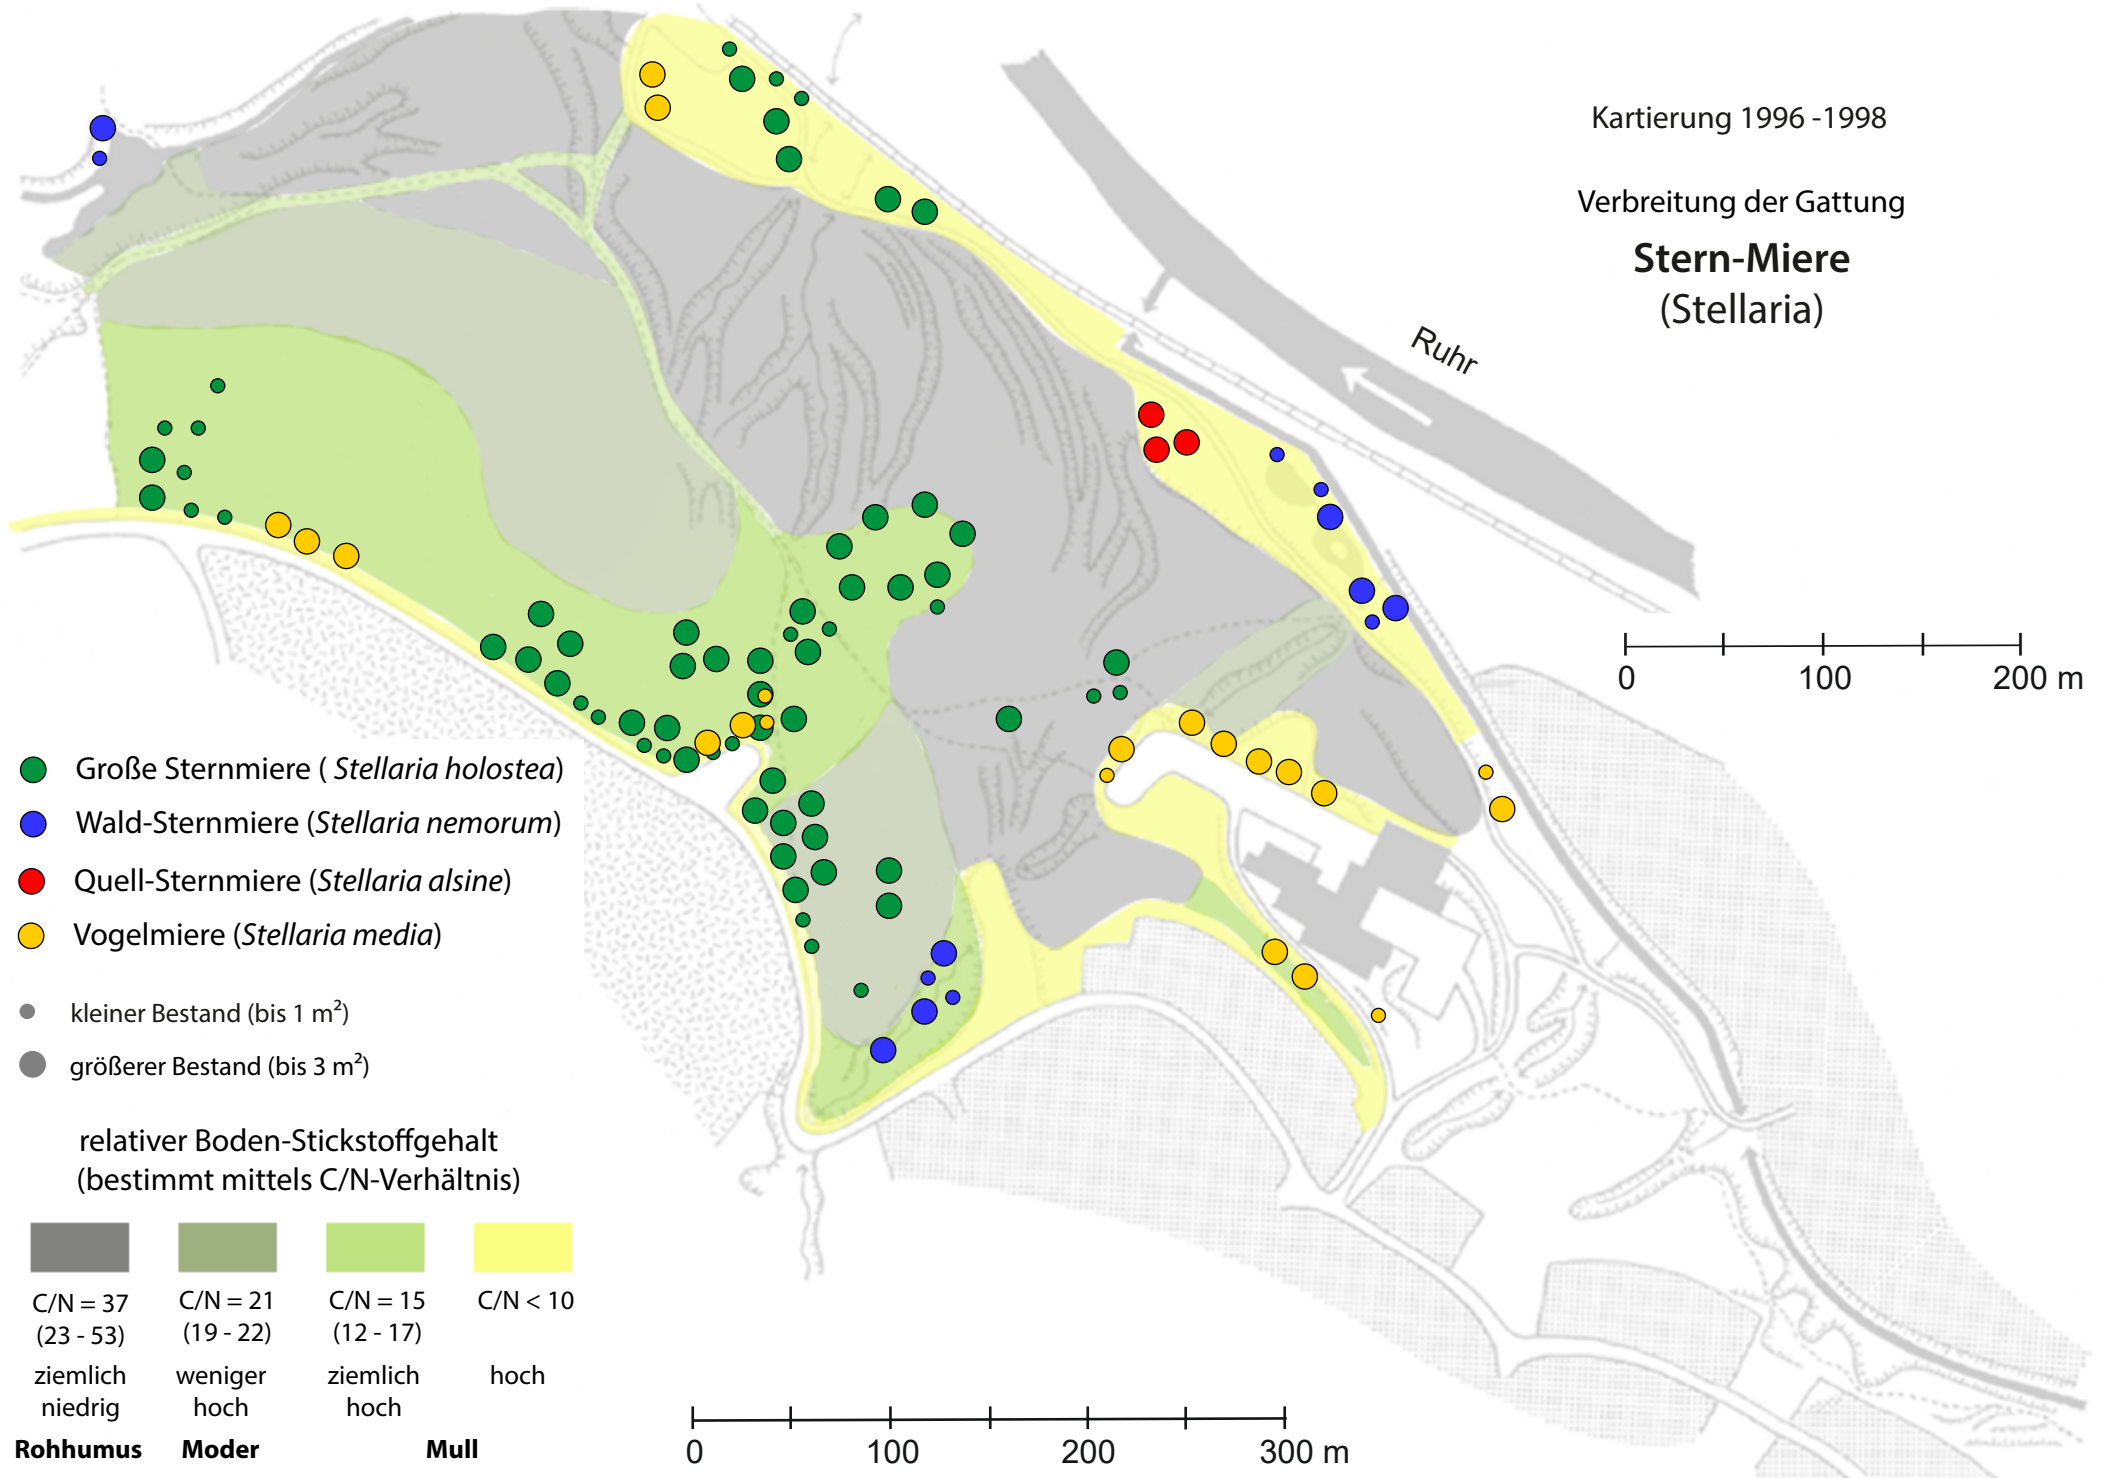 Kartierung 1996 -1998
Verbreitung der Gattung
Stern-Miere
(Stellaria)
Ruhr
0 100 200 m
Große Sternmiere ( Stellaria holostea)
Wald-Sternmiere (Stellaria nemorum)
Quell-Sternmiere (Stellaria alsine)
Vogelmiere (Stellaria media)
kleiner Bestand (bis 1 m²)
größerer Bestand (bis 3 m²)
relativer Boden-Stickstoffgehalt
(bestimmt mittels C/N-Verhältnis)
C/N = 37 C/N = 21 C/N = 15 C/N < 10
(23 - 53) (19 - 22) (12 - 17)
ziemlich weniger ziemlich hoch
niedrig hoch hoch
Rohhumus Moder Mull
0 100 200 300 m